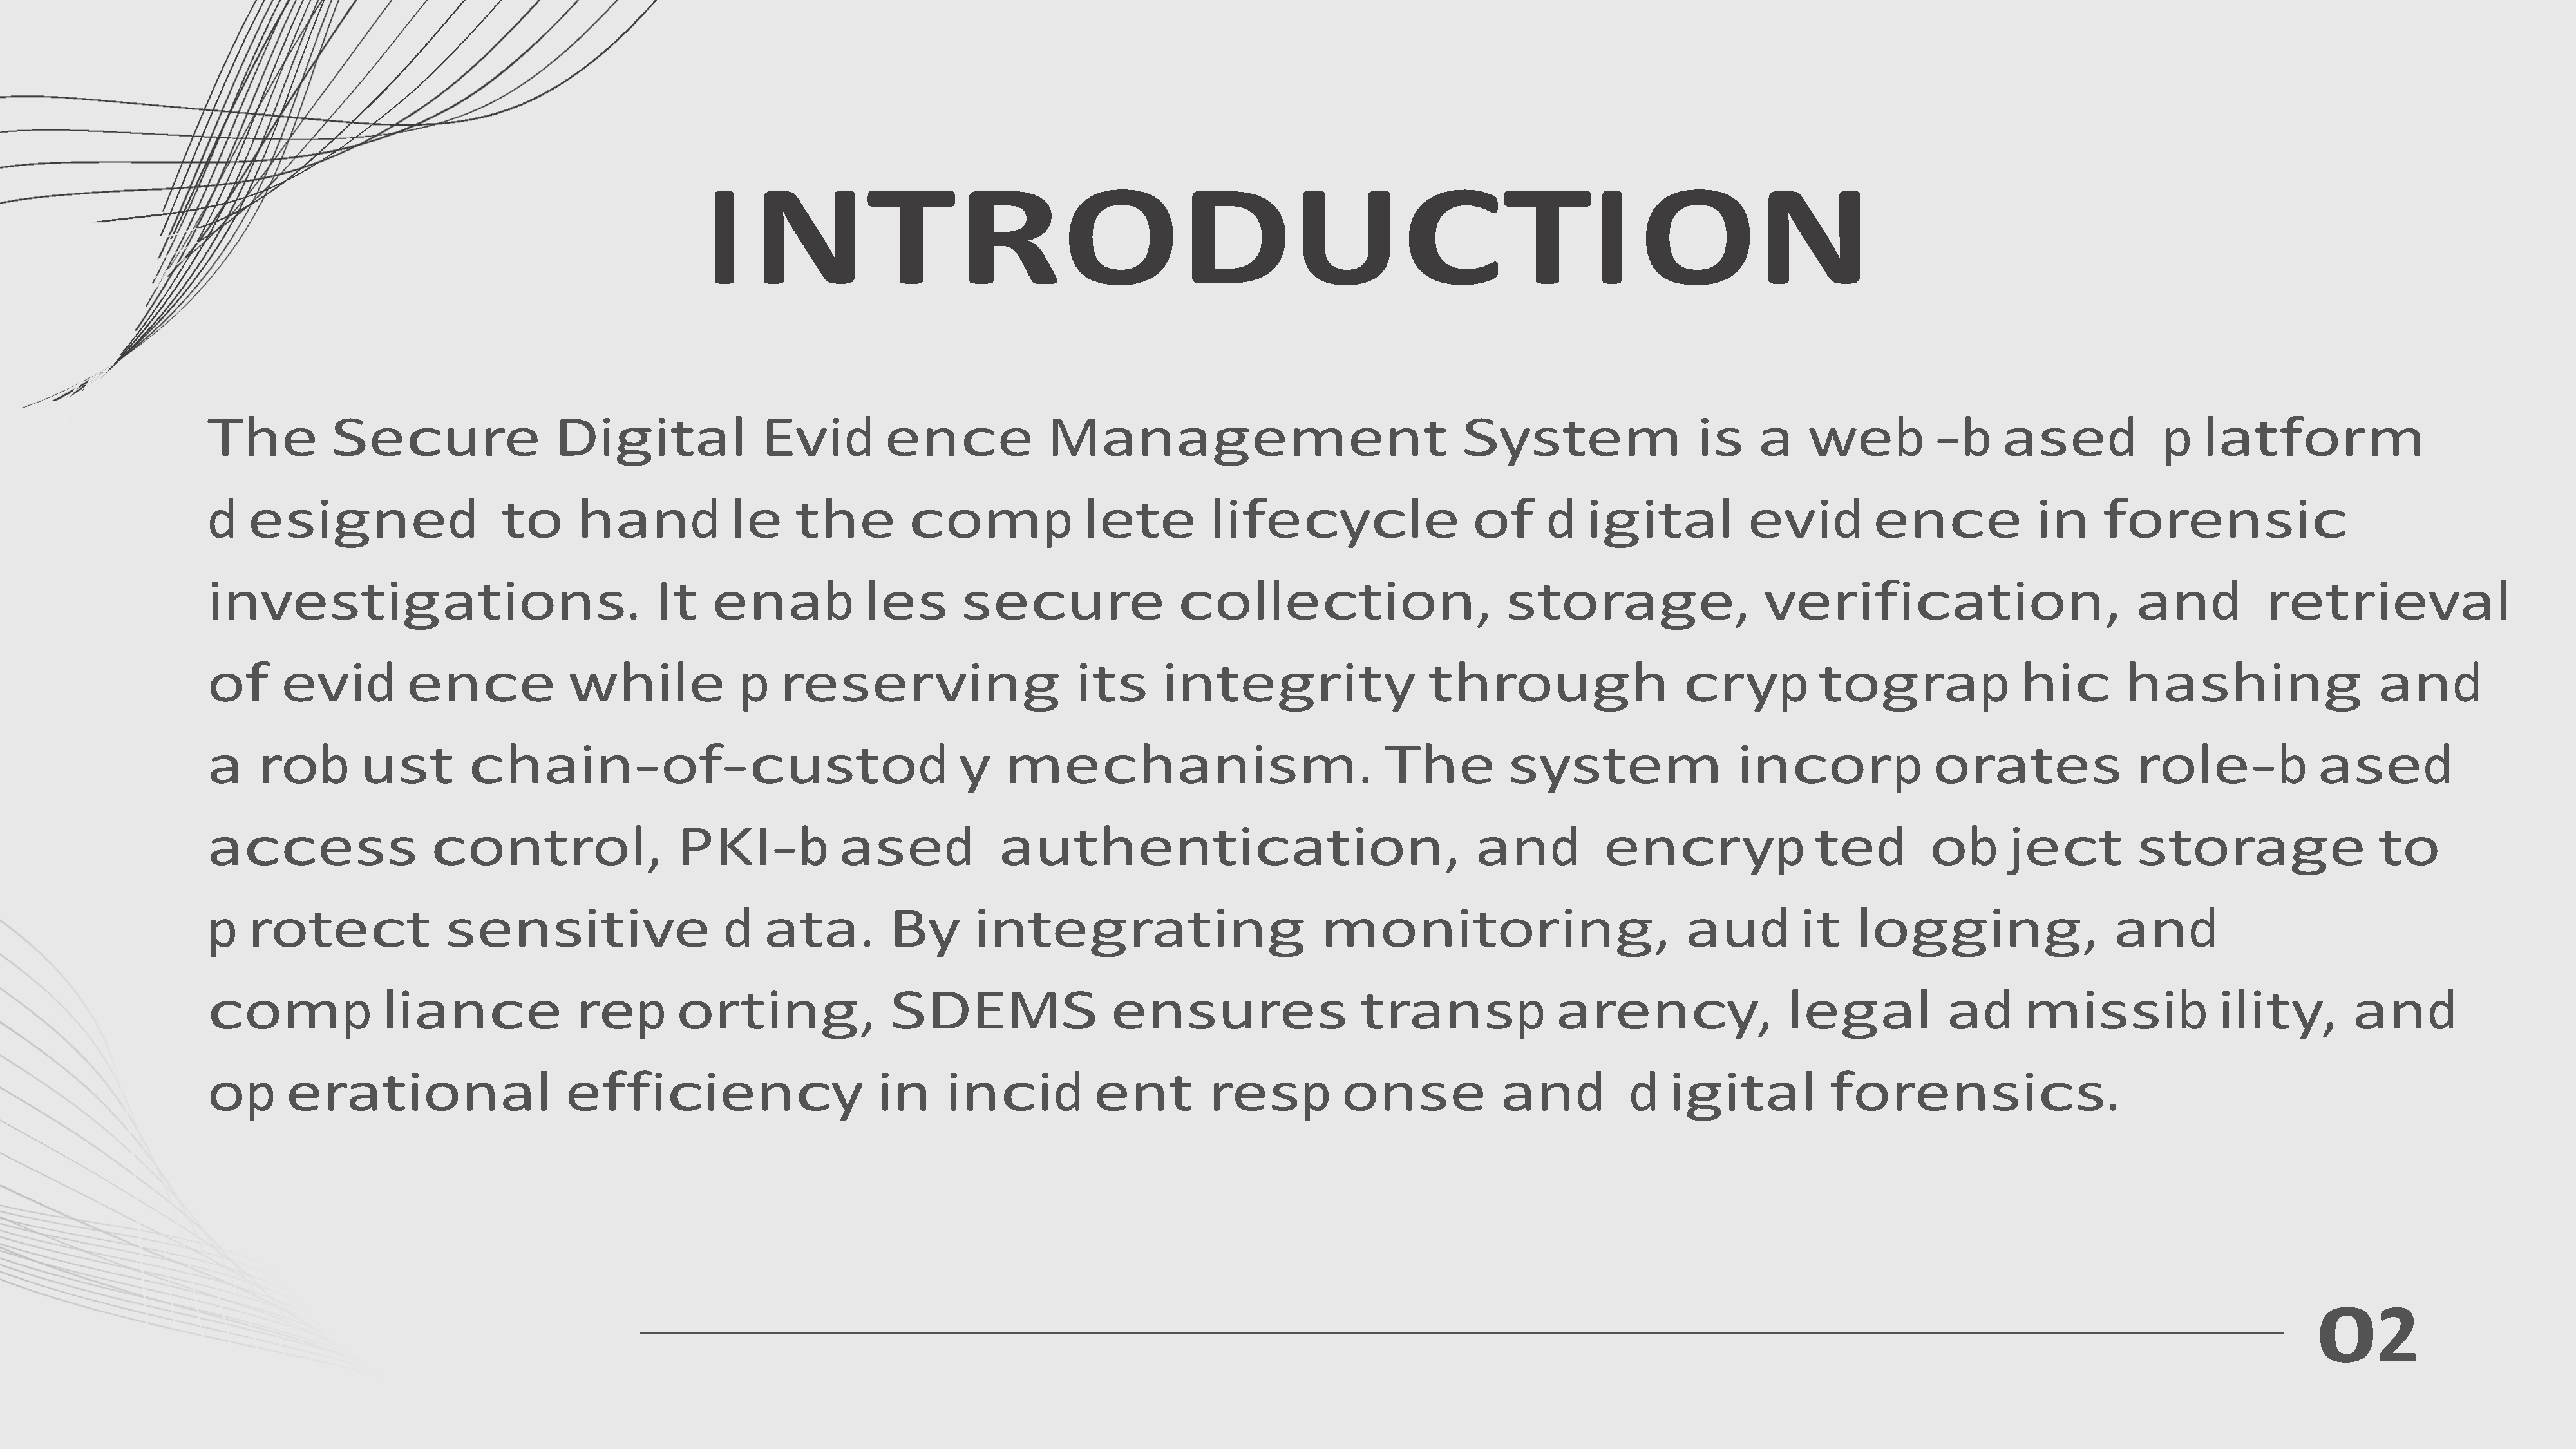 INTRODUCTION
The Secure Digital Evidence Management System is a web-based platform
designed to handle the complete lifecycle of digital evidence in forensic
investigations. It enables secure collection, storage, verification, and retrieval
of evidence while preserving its integrity through cryptographic hashing and
a robust chain-of-custody mechanism. The system incorporates role-based
access control, PKI-based authentication, and encrypted object storage to
protect sensitive data. By integrating monitoring, audit logging, and
compliance reporting, SDEMS ensures transparency, legal admissibility, and
operational efficiency in incident response and digital forensics.
02